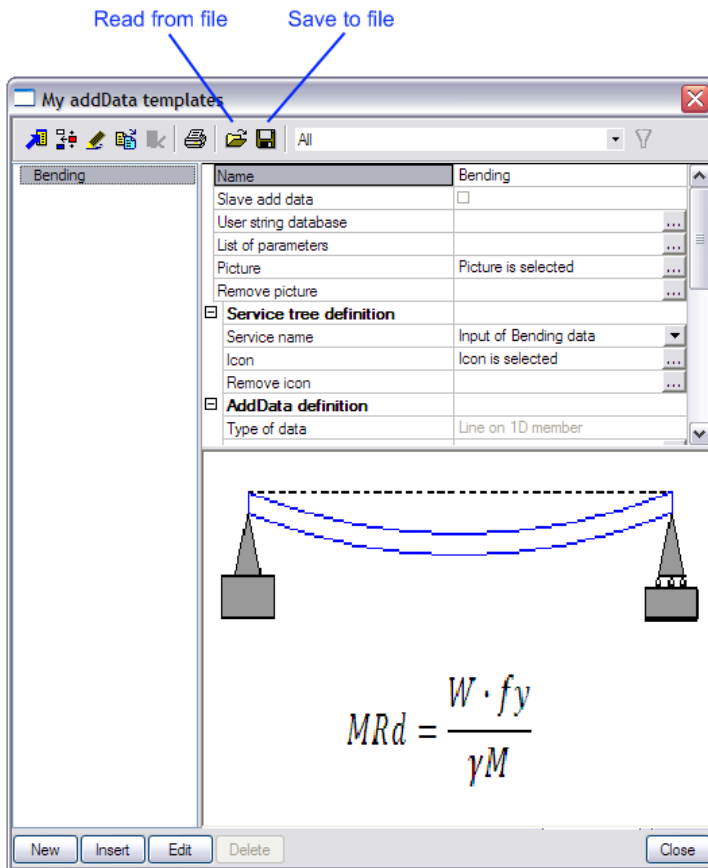 Read from file Save to file
My addData templates
All
Bending
Name Bending
Slave add data
User string database ...
List of parameters ...
Picture Picture is selected ...
Remove picture ...
Service tree definition
Service name Input of Bending data
Icon Icon is selected ...
Remove icon ...
AddData definition
Type of data Line on 1D member
MRd = W · fy / γM
New Insert Edit Delete Close